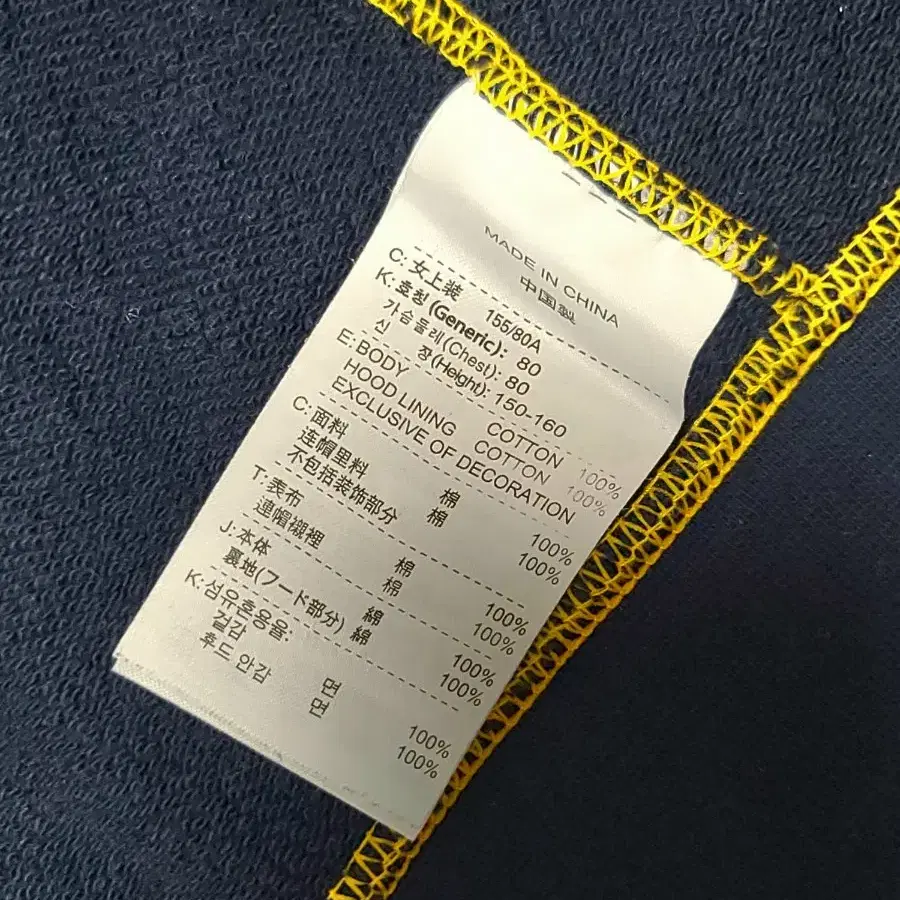 MADE IN CHINA
中国製
C: 女上装 155/80A
K: 호칭 (Generic): 80
가슴둘레(Chest): 80
신 장(Height): 150-160
E: BODY COTTON 100%
HOOD LINING COTTON 100%
EXCLUSIVE OF DECORATION
C: 面料 棉 100%
连帽里料 棉 100%
不包括装饰部分
T: 表布 棉 100%
連帽襯裡 棉 100%
J: 本体 綿 100%
裏地(フード部分) 綿 100%
K: 섬유혼용율:
겉감 면 100%
후드 안감 면 100%